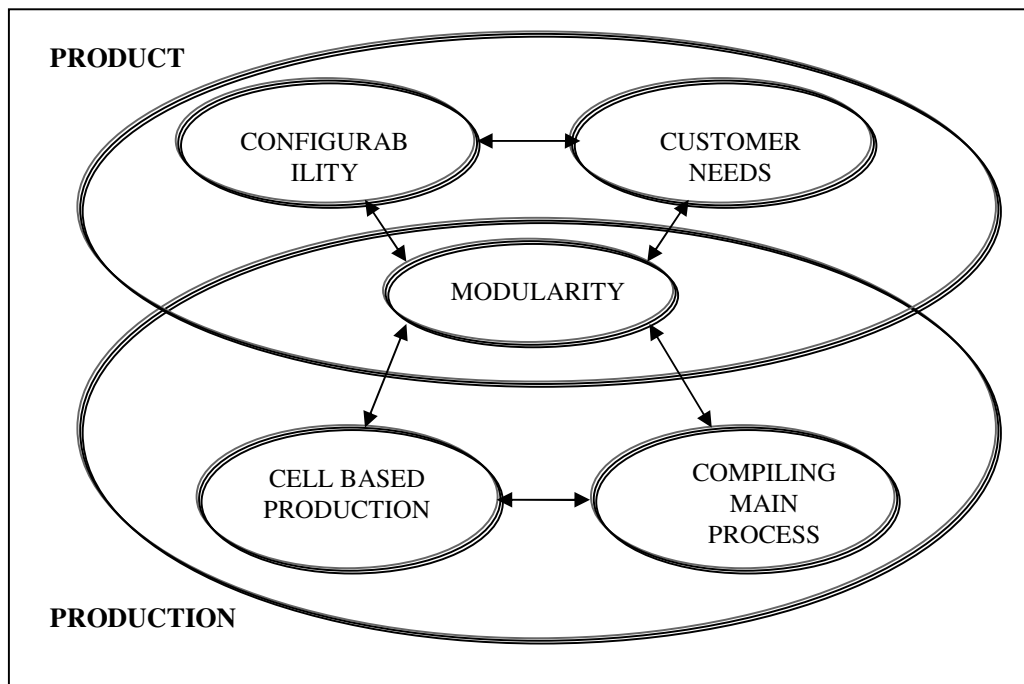 PRODUCT
CONFIGURAB
ILITY
CUSTOMER
NEEDS
MODULARITY
CELL BASED
PRODUCTION
COMPILING
MAIN
PROCESS
PRODUCTION